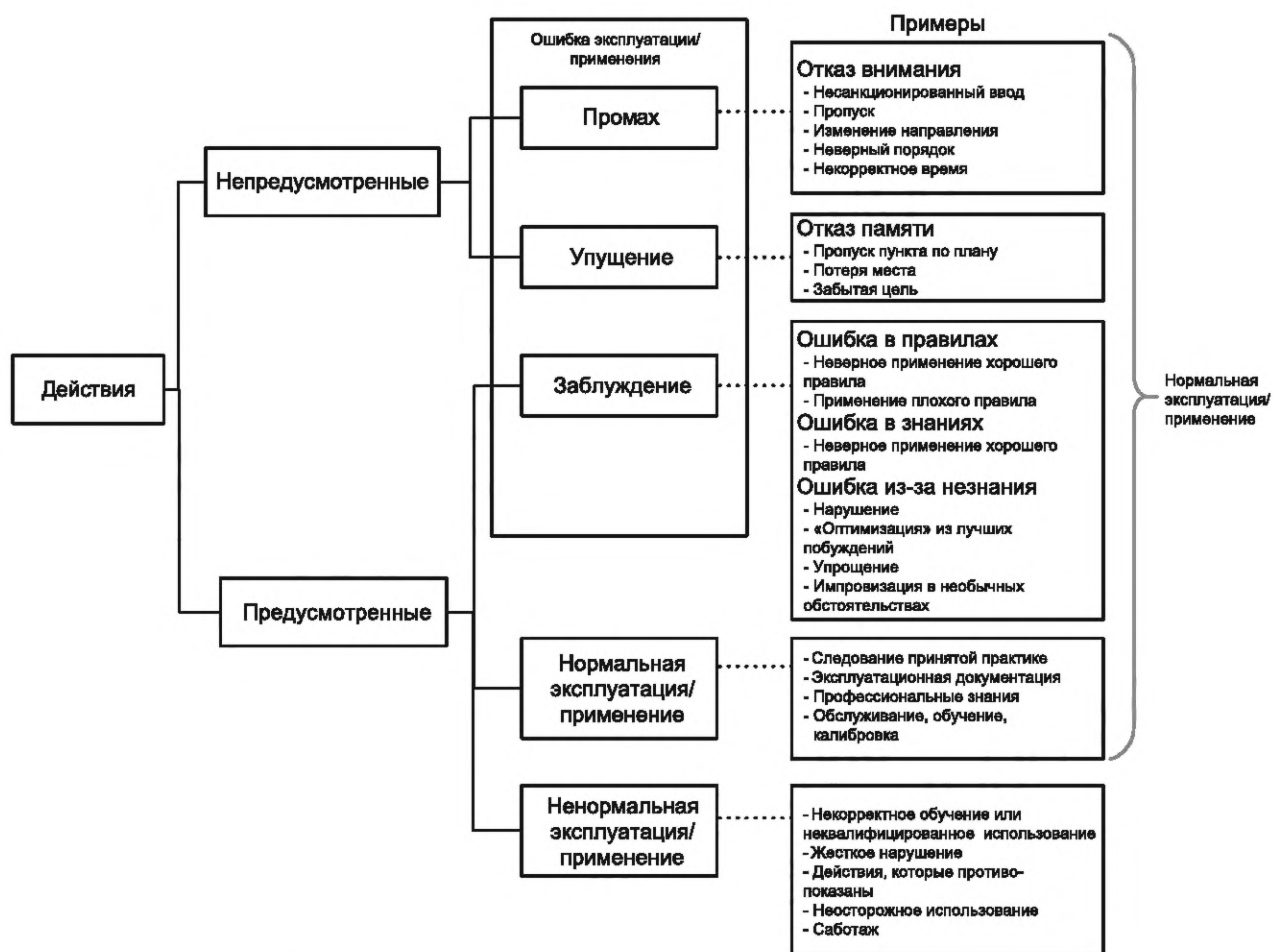 Действия
Непредусмотренные
Предусмотренные
Ошибка эксплуатации/
применения
Промах
Упущение
Заблуждение
Нормальная
эксплуатация/
применение
Ненормальная
эксплуатация/
применение
Примеры
Отказ внимания
- Несанкционированный ввод
- Пропуск
- Изменение направления
- Неверный порядок
- Некорректное время
Отказ памяти
- Пропуск пункта по плану
- Потеря места
- Забытая цель
Ошибка в правилах
- Неверное применение хорошего
правила
- Применение плохого правила
Ошибка в знаниях
- Неверное применение хорошего
правила
Ошибка из-за незнания
- Нарушение
- «Оптимизация» из лучших
побуждений
- Упрощение
- Импровизация в необычных
обстоятельствах
- Следование принятой практике
- Эксплуатационная документация
- Профессиональные знания
- Обслуживание, обучение,
калибровка
- Некорректное обучение или
неквалифицированное использование
- Жесткое нарушение
- Действия, которые противо-
показаны
- Неосторожное использование
- Саботаж
Нормальная
эксплуатация/
применение